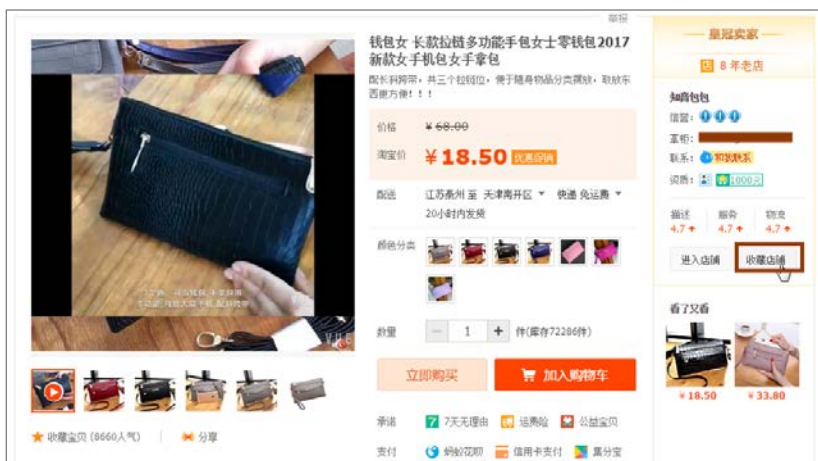 举报
钱包女 长款拉链多功能手包女士零钱包2017
新款女手机包女手拿包
配长斜跨带，共三个拉链位，便于随身物品分类摆放，取放东
西更方便！！！
价格 ￥68.00
淘宝价 ￥18.50 优惠促销
配送 江苏泰州 至 天津南开区 快递 免运费
20小时内发货
颜色分类
数量 1 件(库存72286件)
立即购买 加入购物车
承诺 7天无理由 运费险 公益宝贝
支付 蚂蚁花呗 信用卡支付 集分宝
收藏宝贝 (8660人气) 分享
皇冠卖家
店 8 年老店
知音包包
信誉：
掌柜：
联系： 和我联系
资质： 1000元
描述 服务 物流
4.7 4.7 4.7
进入店铺 收藏店铺
看了又看
￥18.50 ￥33.80